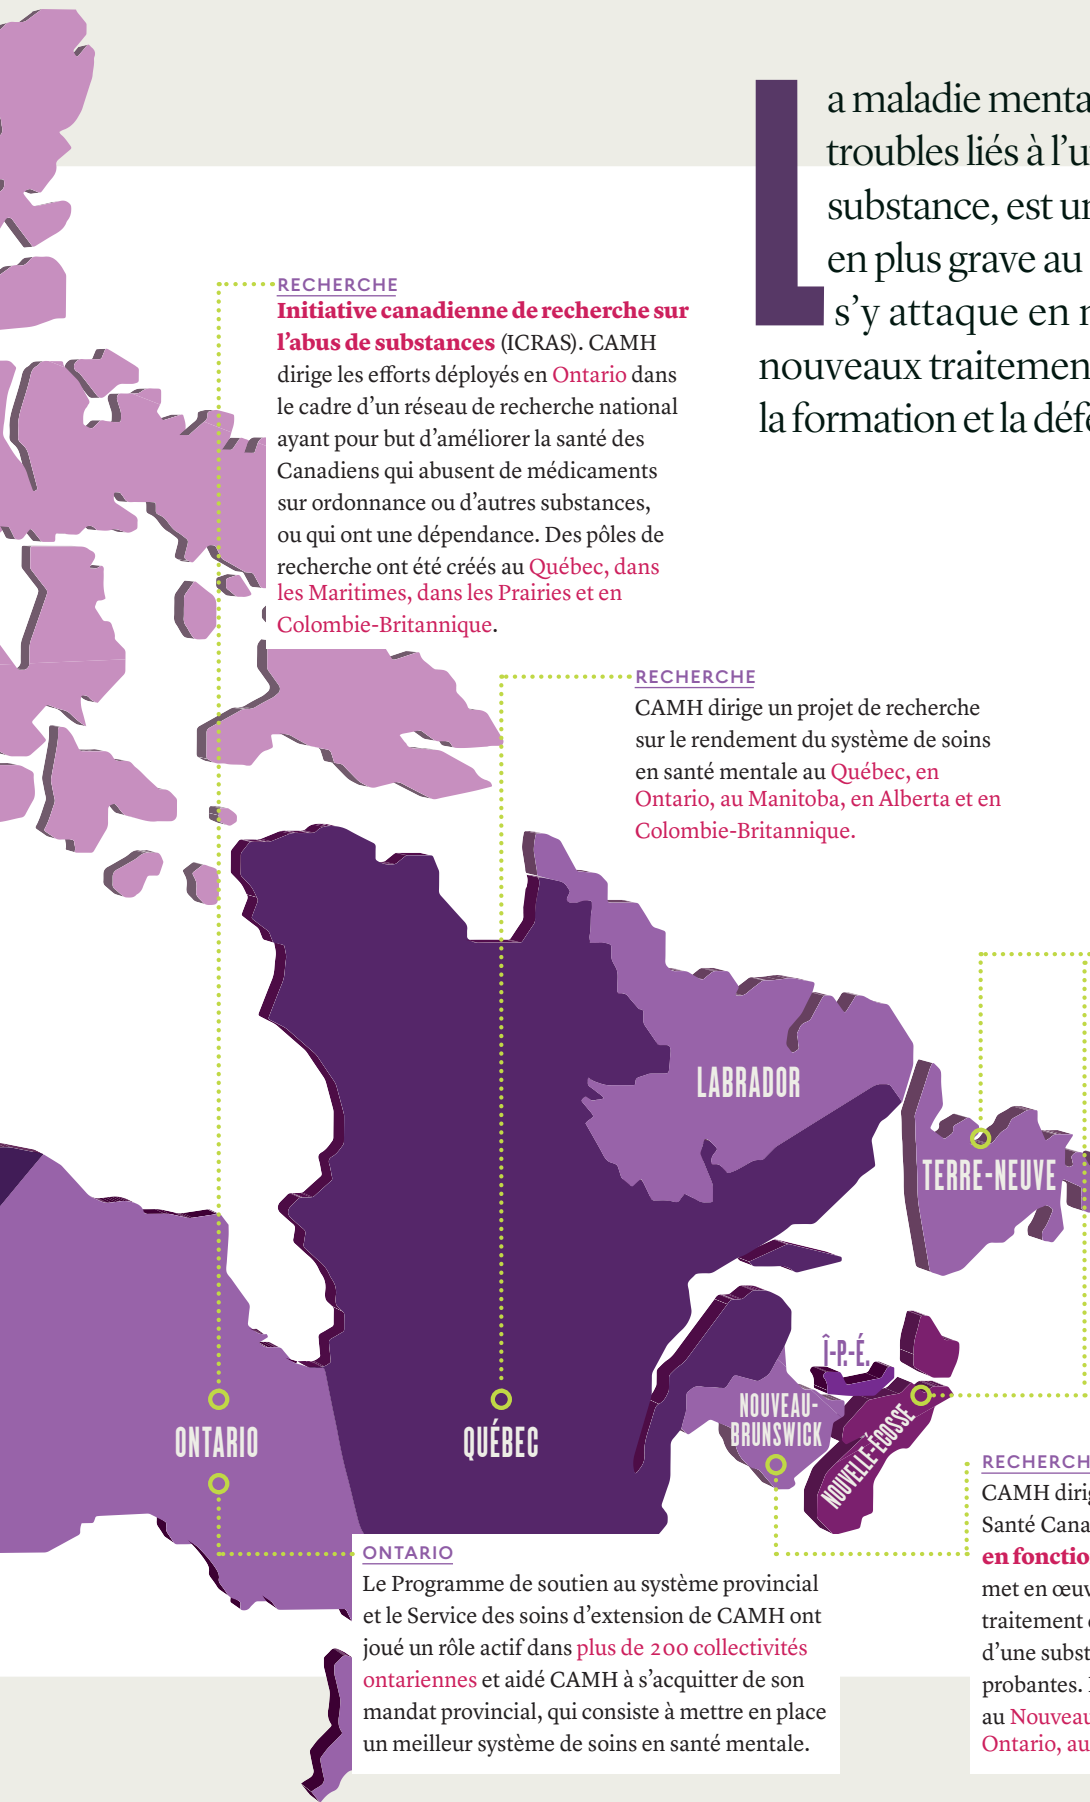 La maladie menta
troubles liés à l’u
substance, est un
en plus grave au
s’y attaque en
nouveaux traitemen
la formation et la défe
RECHERCHE
Initiative canadienne de recherche sur
l’abus de substances (ICRAS). CAMH
dirige les efforts déployés en Ontario dans
le cadre d’un réseau de recherche national
ayant pour but d’améliorer la santé des
Canadiens qui abusent de médicaments
sur ordonnance ou d’autres substances,
ou qui ont une dépendance. Des pôles de
recherche ont été créés au Québec, dans
les Maritimes, dans les Prairies et en
Colombie-Britannique.
RECHERCHE
CAMH dirige un projet de recherche
sur le rendement du système de soins
en santé mentale au Québec, en
Ontario, au Manitoba, en Alberta et en
Colombie-Britannique.
LABRADOR
TERRE-NEUVE
Î-P.-É.
NOUVEAU-
BRUNSWICK
NOUVELLE-ÉCOSSE
ONTARIO
QUÉBEC
ONTARIO
Le Programme de soutien au système provincial
et le Service des soins d’extension de CAMH ont
joué un rôle actif dans plus de 200 collectivités
ontariennes et aidé CAMH à s’acquitter de son
mandat provincial, qui consiste à mettre en place
un meilleur système de soins en santé mentale.
RECHERCH
CAMH dirig
Santé Cana
en fonctio
met en œuv
traitement
d’une subst
probantes.
au Nouveau
Ontario, au